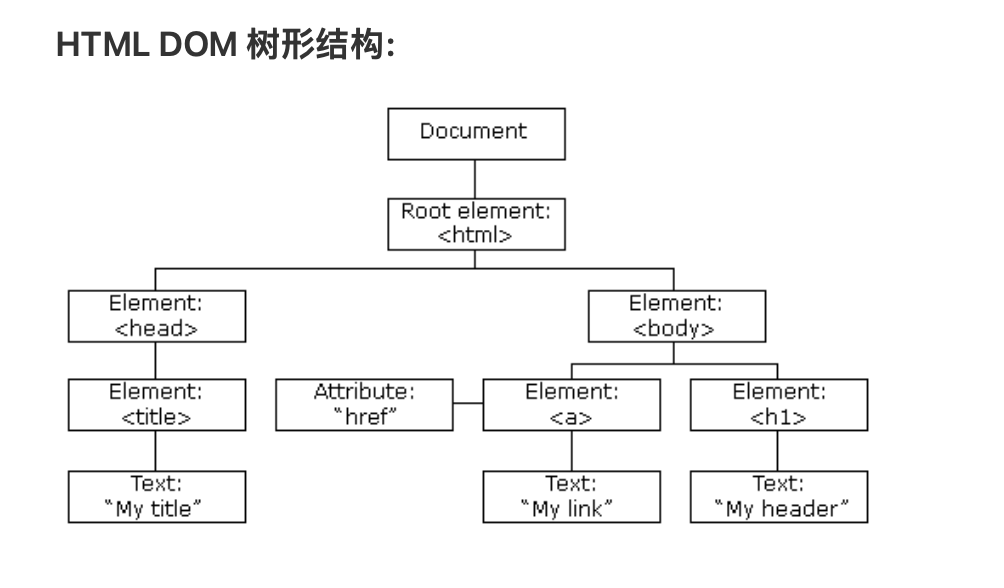 HTML DOM 树形结构:
Document
Root element:
<html>
Element:
<head>
Element:
<body>
Element:
<title>
Attribute:
“href”
Element:
<a>
Element:
<h1>
Text:
“My title”
Text:
“My link”
Text:
“My header”